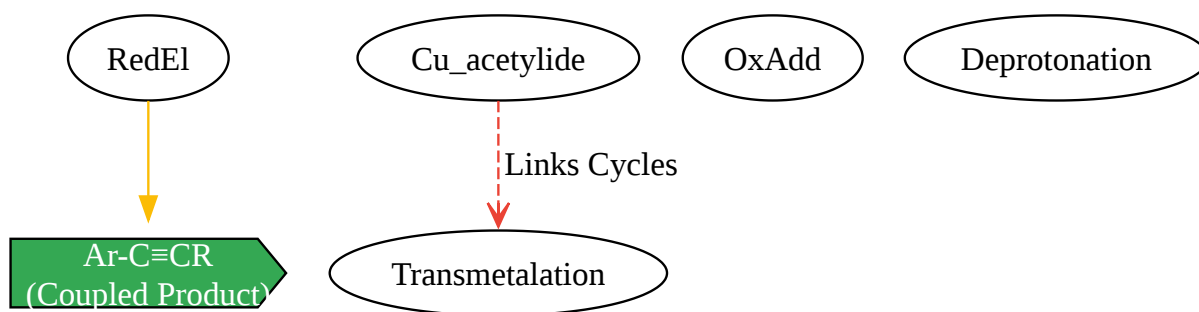 RedEl
Cu_acetylide
OxAdd
Deprotonation
Links Cycles
Ar-C≡CR
(Coupled Product)
Transmetalation